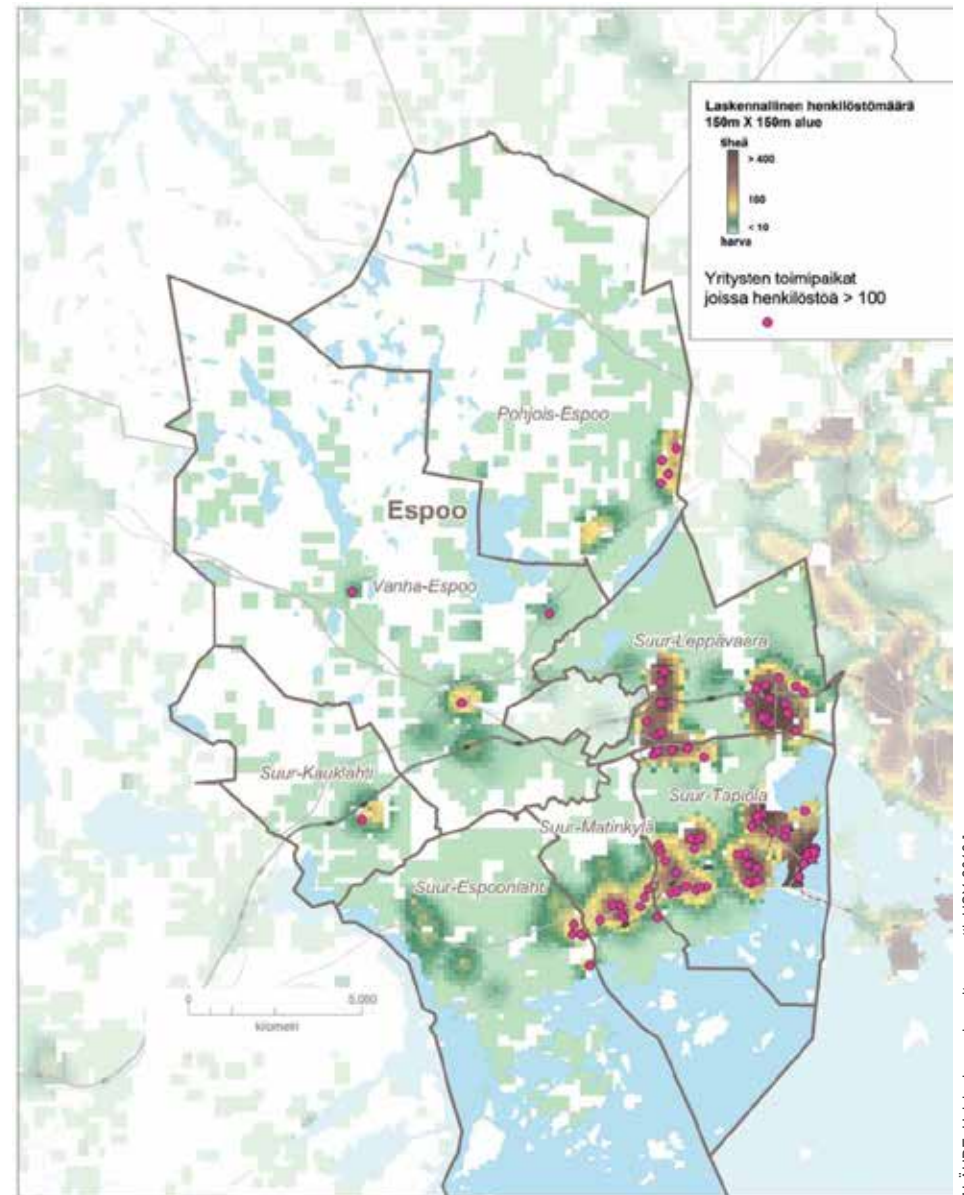 Laskennallinen henkilöstömäärä
150m X 150m alue
tiheä
> 400
100
< 10
harva
Yritysten toimipaikat
joissa henkilöstöä > 100
Pohjois-Espoo
Espoo
Vanha-Espoo
Suur-Leppävaara
Suur-Kauklahti
Suur-Tapiola
Suur-Matinkylä
Suur-Espoonlaht
0
5,000
kilometri